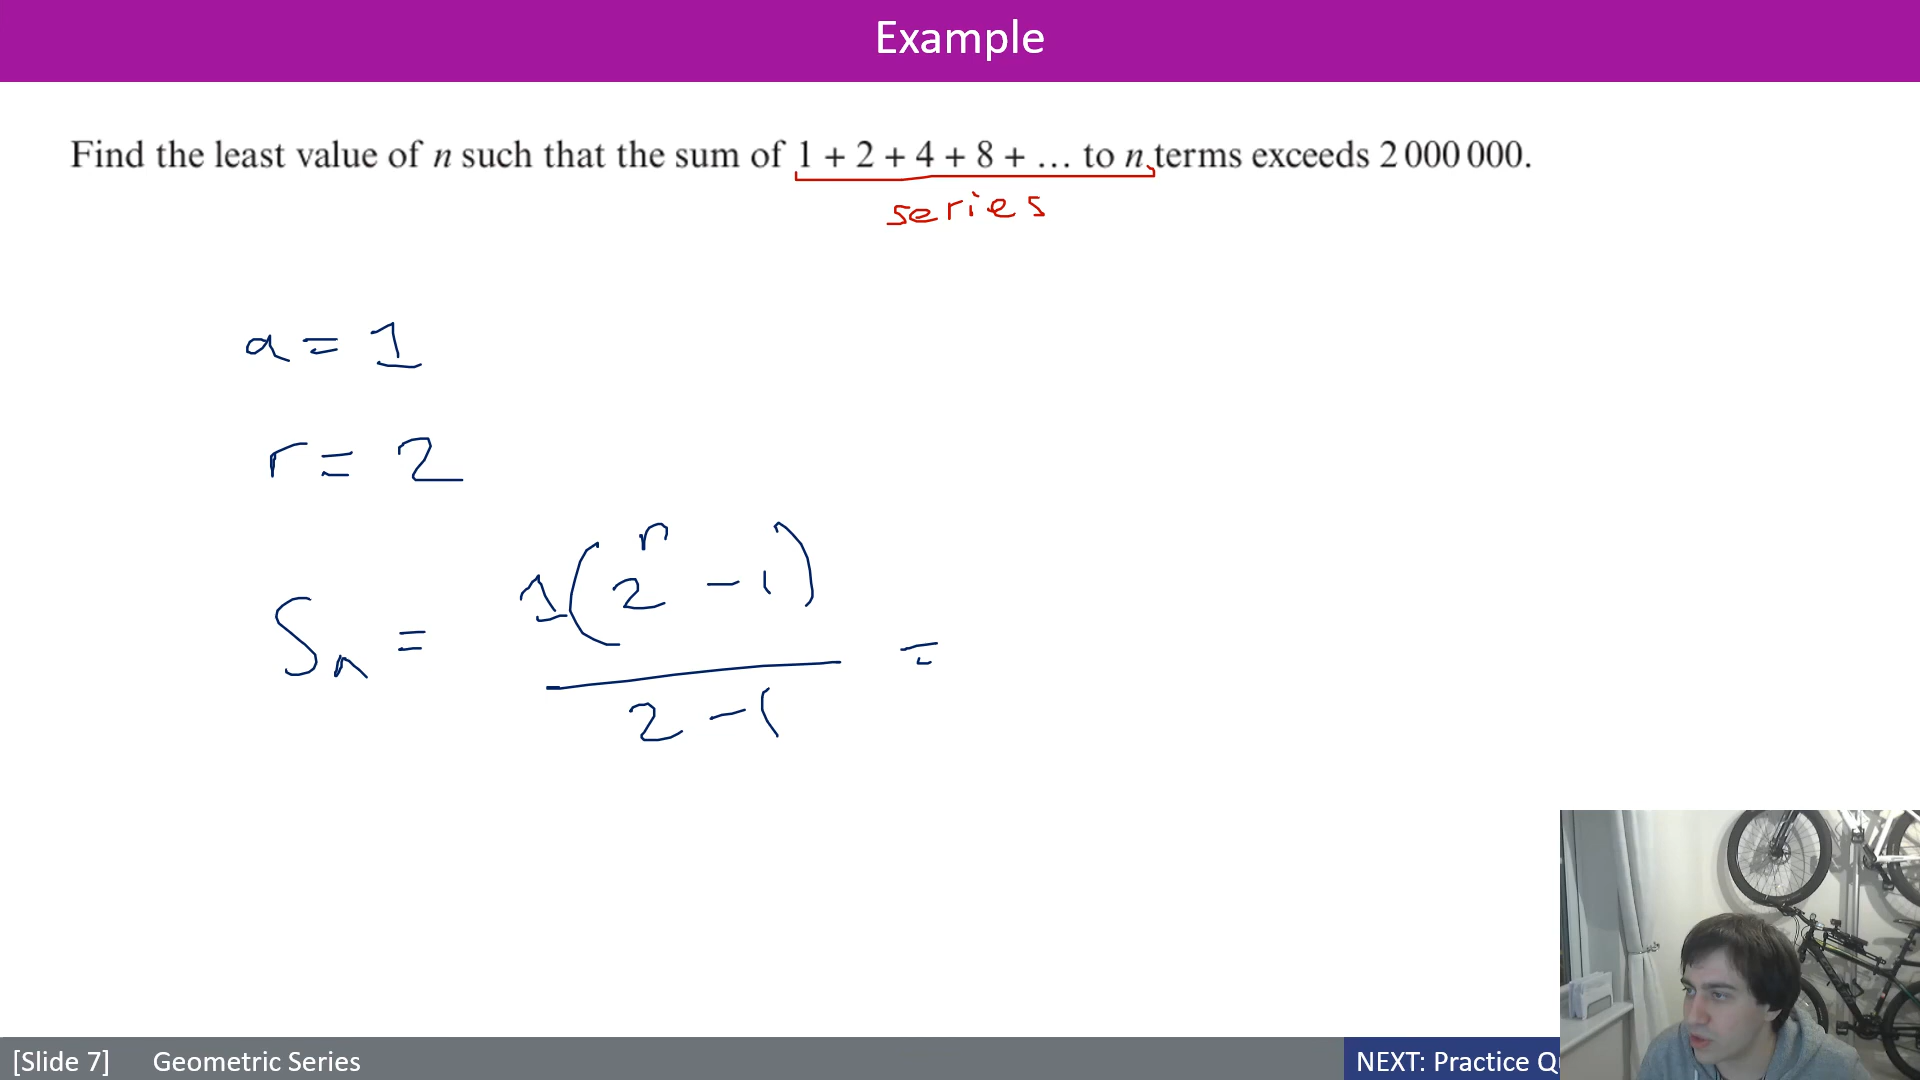 Example
Find the least value of n such that the sum of 1 + 2 + 4 + 8 + … to n terms exceeds 2 000 000.
series
a = 1
r = 2
Sn = 1(2^n - 1) / 2 - 1 =
[Slide 7] Geometric Series NEXT: Practice